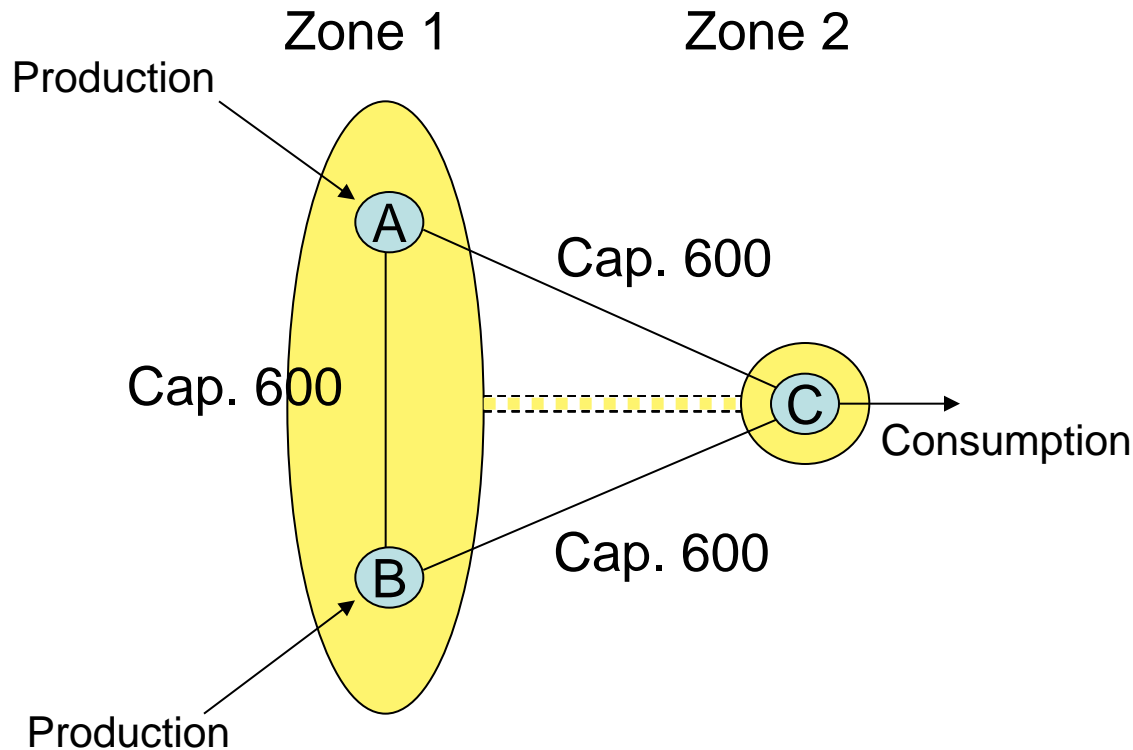 Zone 1
Zone 2
Production
A
Cap. 600
Cap. 600
C
Consumption
Cap. 600
B
Production